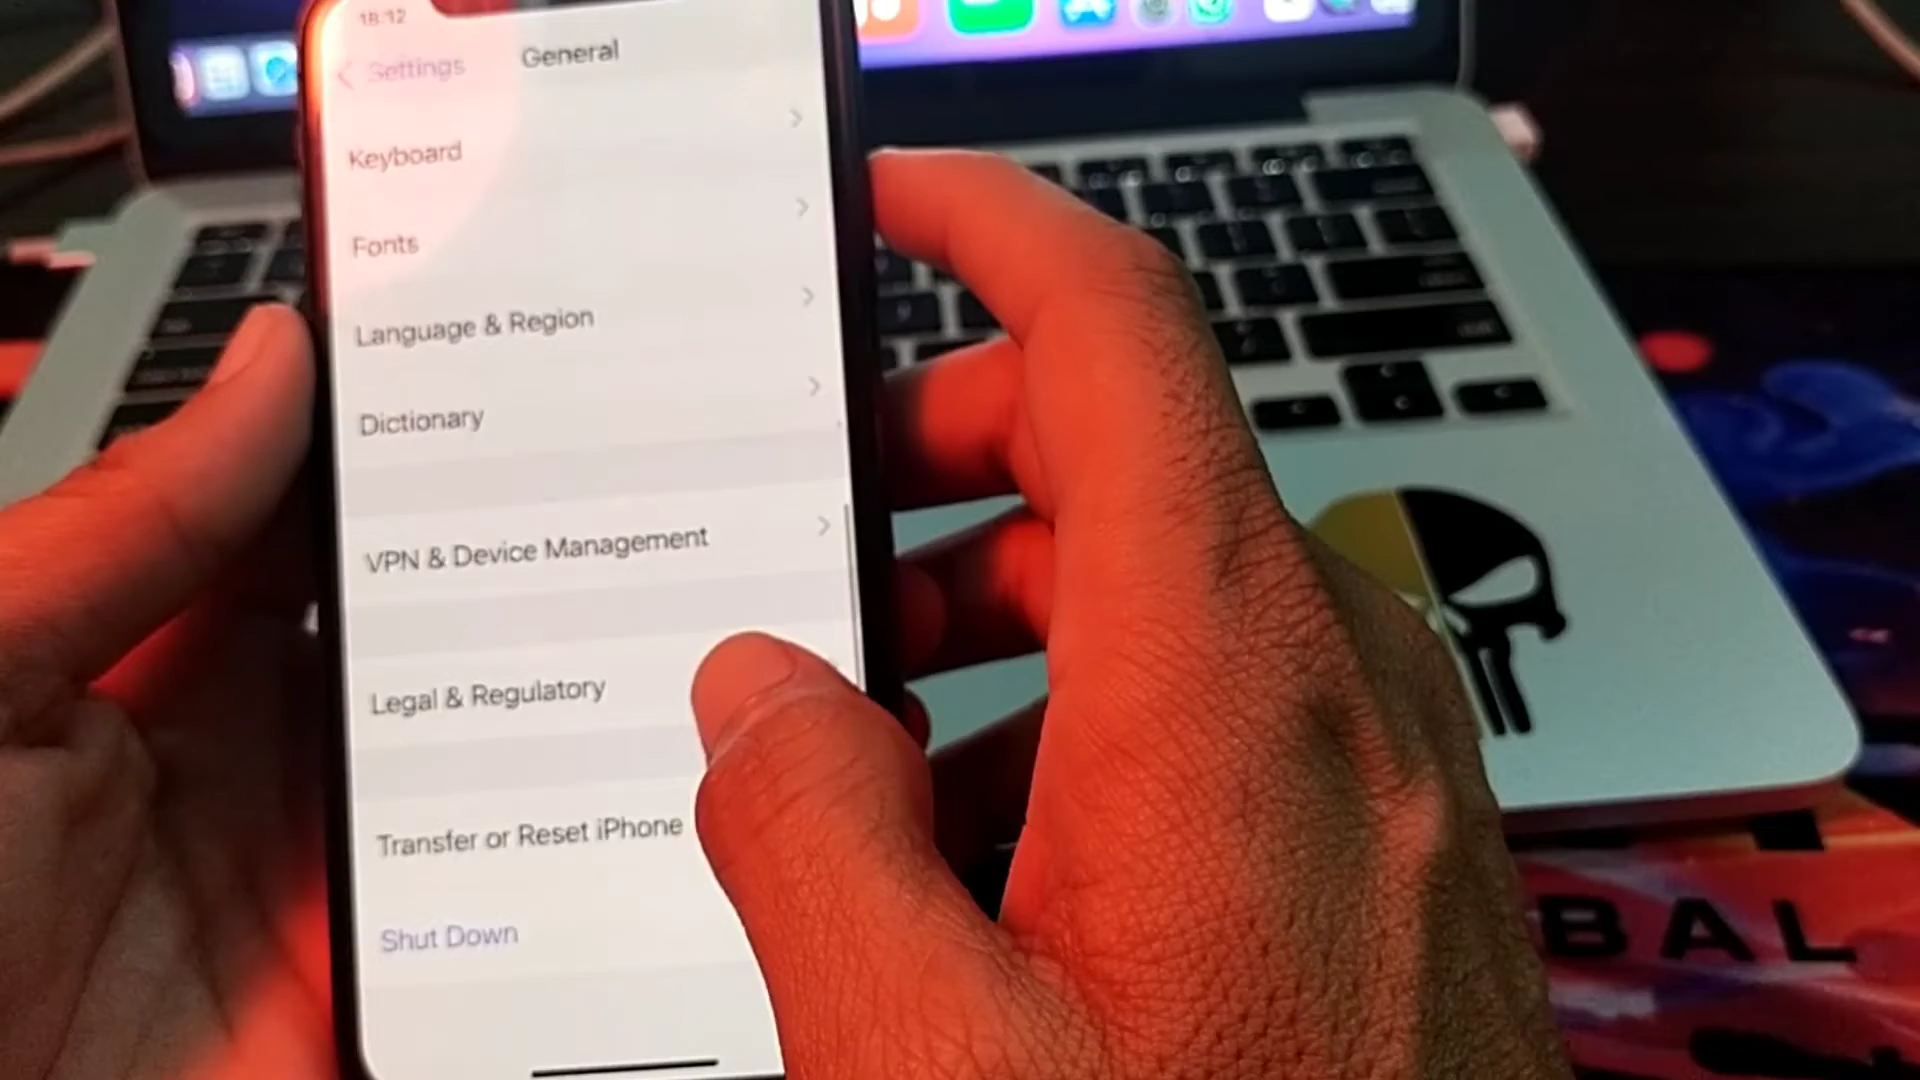 18:12
Settings
General
Keyboard
Fonts
Language & Region
Dictionary
VPN & Device Management
Legal & Regulatory
Transfer or Reset iPhone
Shut Down
BAL